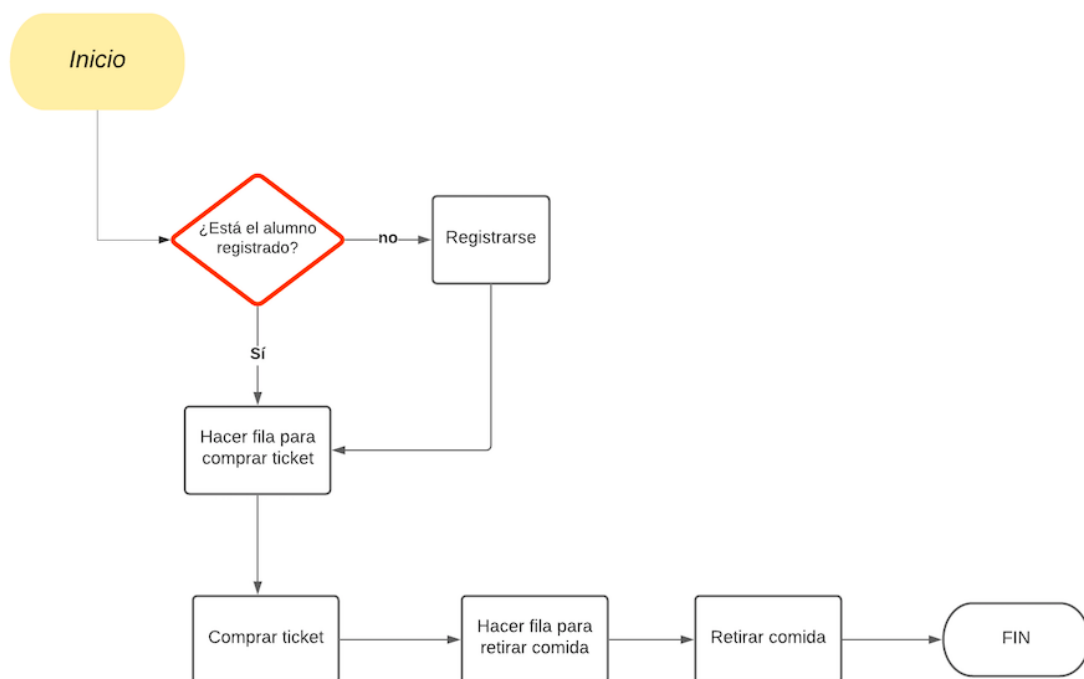 Inicio
¿Está el alumno
registrado?
no
Registrarse
Sí
Hacer fila para
comprar ticket
Comprar ticket
Hacer fila para
retirar comida
Retirar comida
FIN